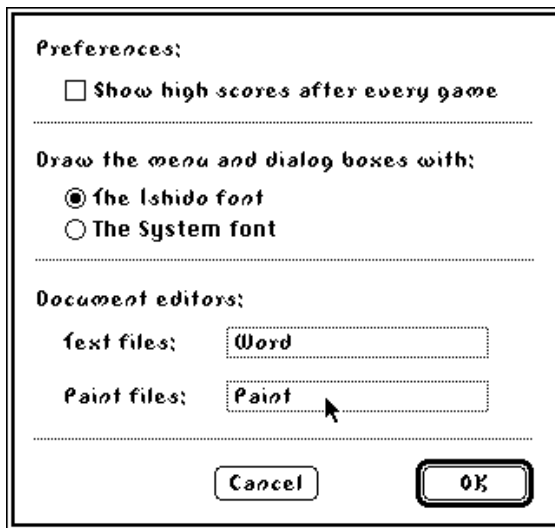 Preferences:
Show high scores after every game
Draw the menu and dialog boxes with:
The Ishido font
The System font
Document editors:
Text files: Word
Paint files: Paint
Cancel OK